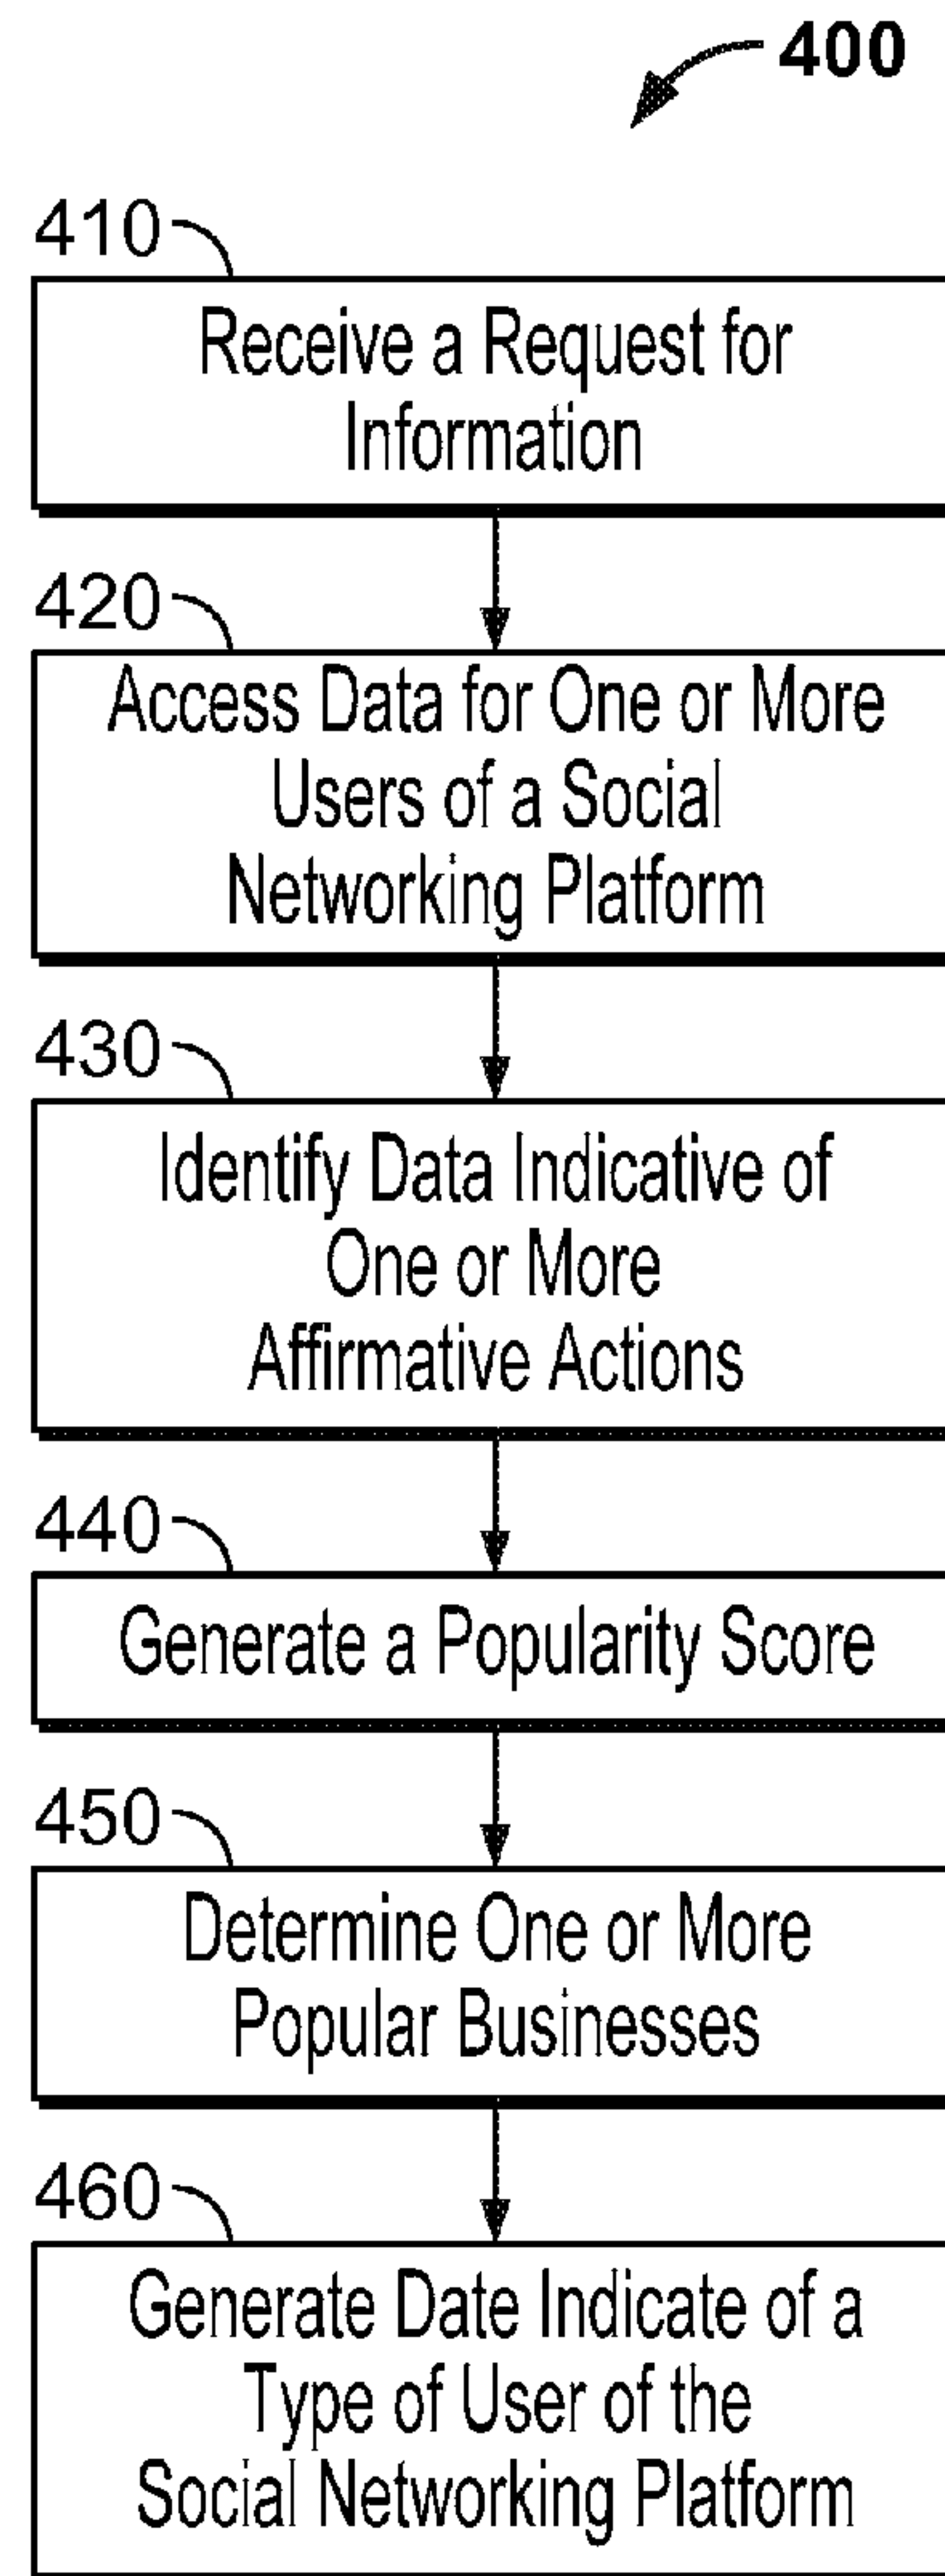 400
410
Receive a Request for
Information
420
Access Data for One or More
Users of a Social
Networking Platform
430
Identify Data Indicative of
One or More
Affirmative Actions
440
Generate a Popularity Score
450
Determine One or More
Popular Businesses
460
Generate Date Indicate of a
Type of User of the
Social Networking Platform